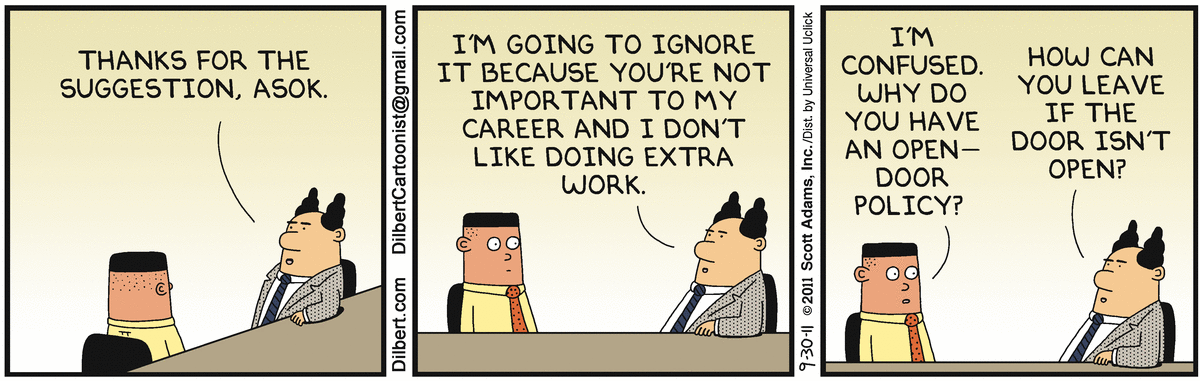 THANKS FOR THE
SUGGESTION, ASOK.
Dilbert.com DilbertCartoonist@gmail.com
I'M GOING TO IGNORE
IT BECAUSE YOU'RE NOT
IMPORTANT TO MY
CAREER AND I DON'T
LIKE DOING EXTRA
WORK.
9-30-11 ©2011 Scott Adams, Inc./Dist. by Universal Uclick
I'M
CONFUSED.
WHY DO
YOU HAVE
AN OPEN—
DOOR
POLICY?
HOW CAN
YOU LEAVE
IF THE
DOOR ISN'T
OPEN?